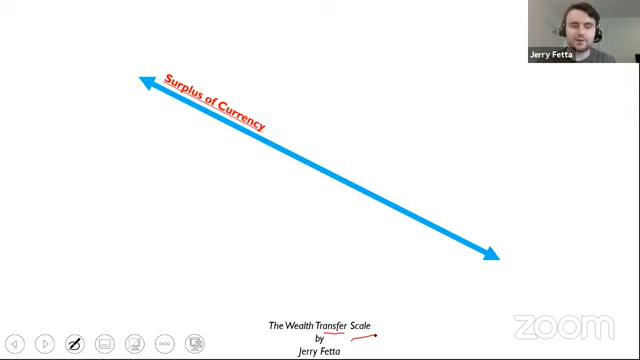 Jerry Fetta
Surplus of Currency
The Wealth Transfer Scale
by
Jerry Fetta
zoom